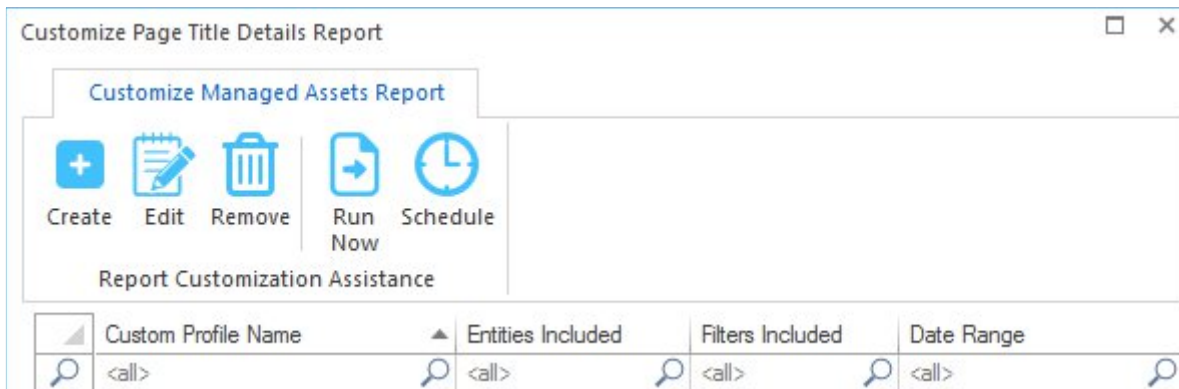 Customize Page Title Details Report
Customize Managed Assets Report
Create Edit Remove Run Now Schedule
Report Customization Assistance
Custom Profile Name Entities Included Filters Included Date Range
<all> <all> <all> <all>